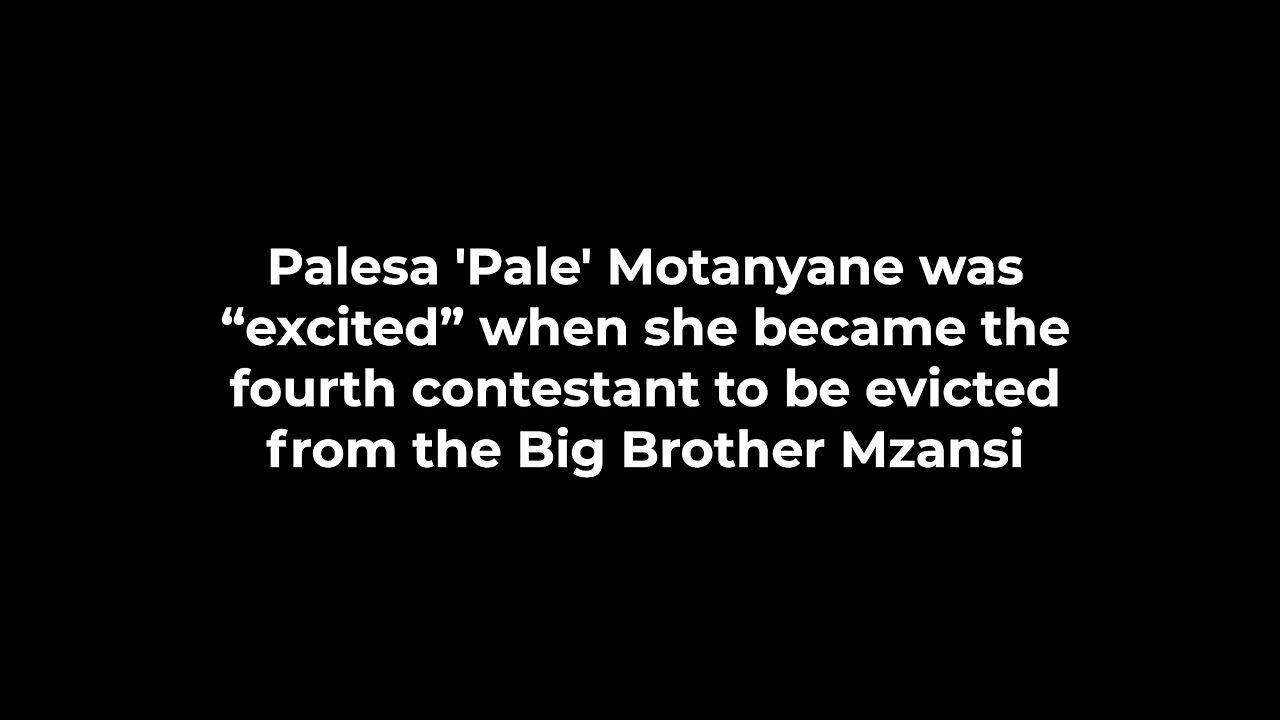 Palesa 'Pale' Motanyane was
“excited” when she became the
fourth contestant to be evicted
from the Big Brother Mzansi